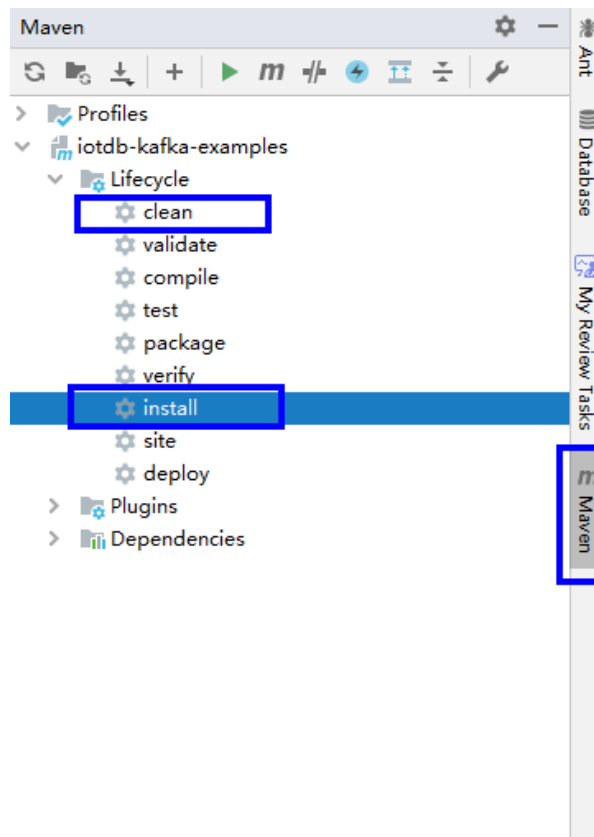 Maven
Profiles
iotdb-kafka-examples
Lifecycle
clean
validate
compile
test
package
verify
install
site
deploy
Plugins
Dependencies
Ant
Database
My Review Tasks
Maven